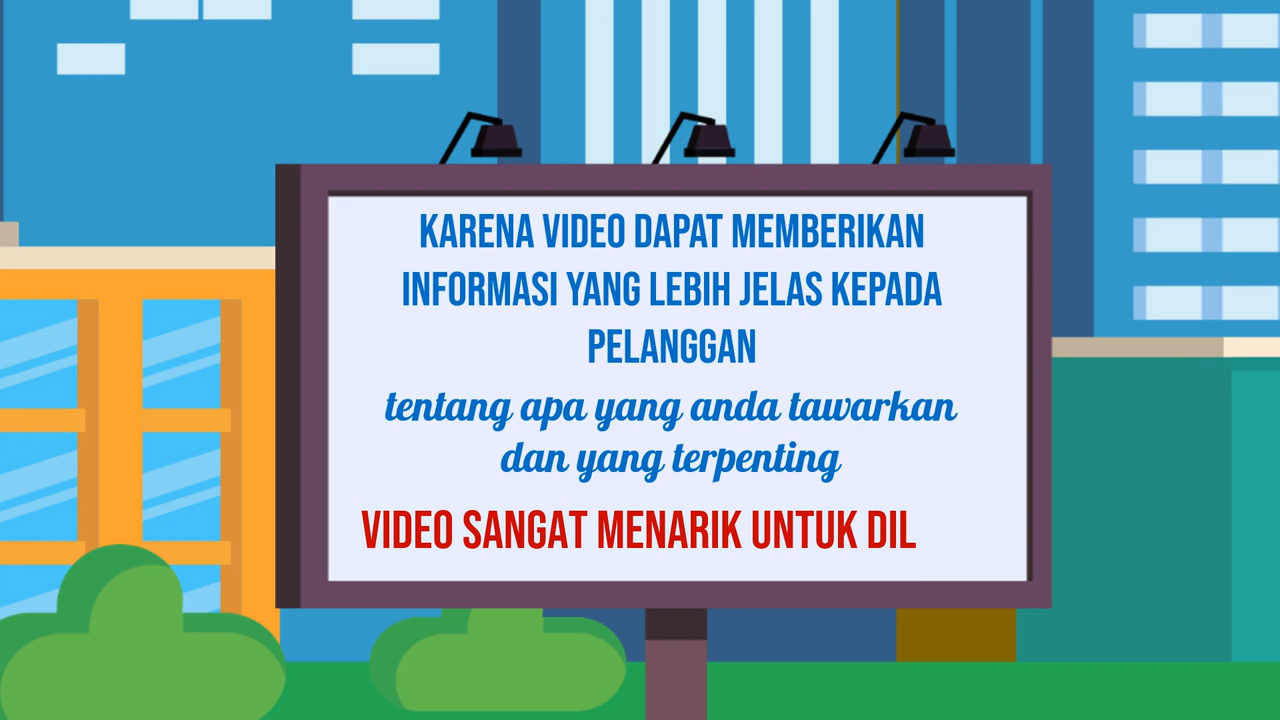 KARENA VIDEO DAPAT MEMBERIKAN
INFORMASI YANG LEBIH JELAS KEPADA
PELANGGAN
tentang apa yang anda tawarkan
dan yang terpenting
VIDEO SANGAT MENARIK UNTUK DIL